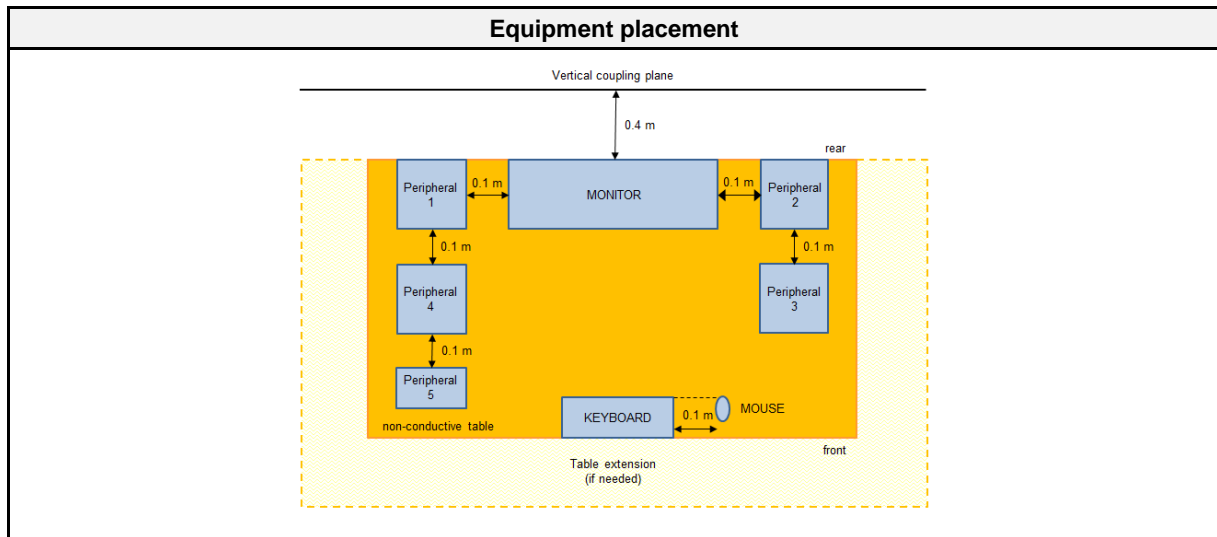 Equipment placement
Vertical coupling plane
0.4 m
rear
Peripheral
1
0.1 m
MONITOR
0.1 m
Peripheral
2
0.1 m
0.1 m
Peripheral
4
Peripheral
3
0.1 m
Peripheral
5
KEYBOARD
0.1 m
MOUSE
non-conductive table
front
Table extension
(if needed)